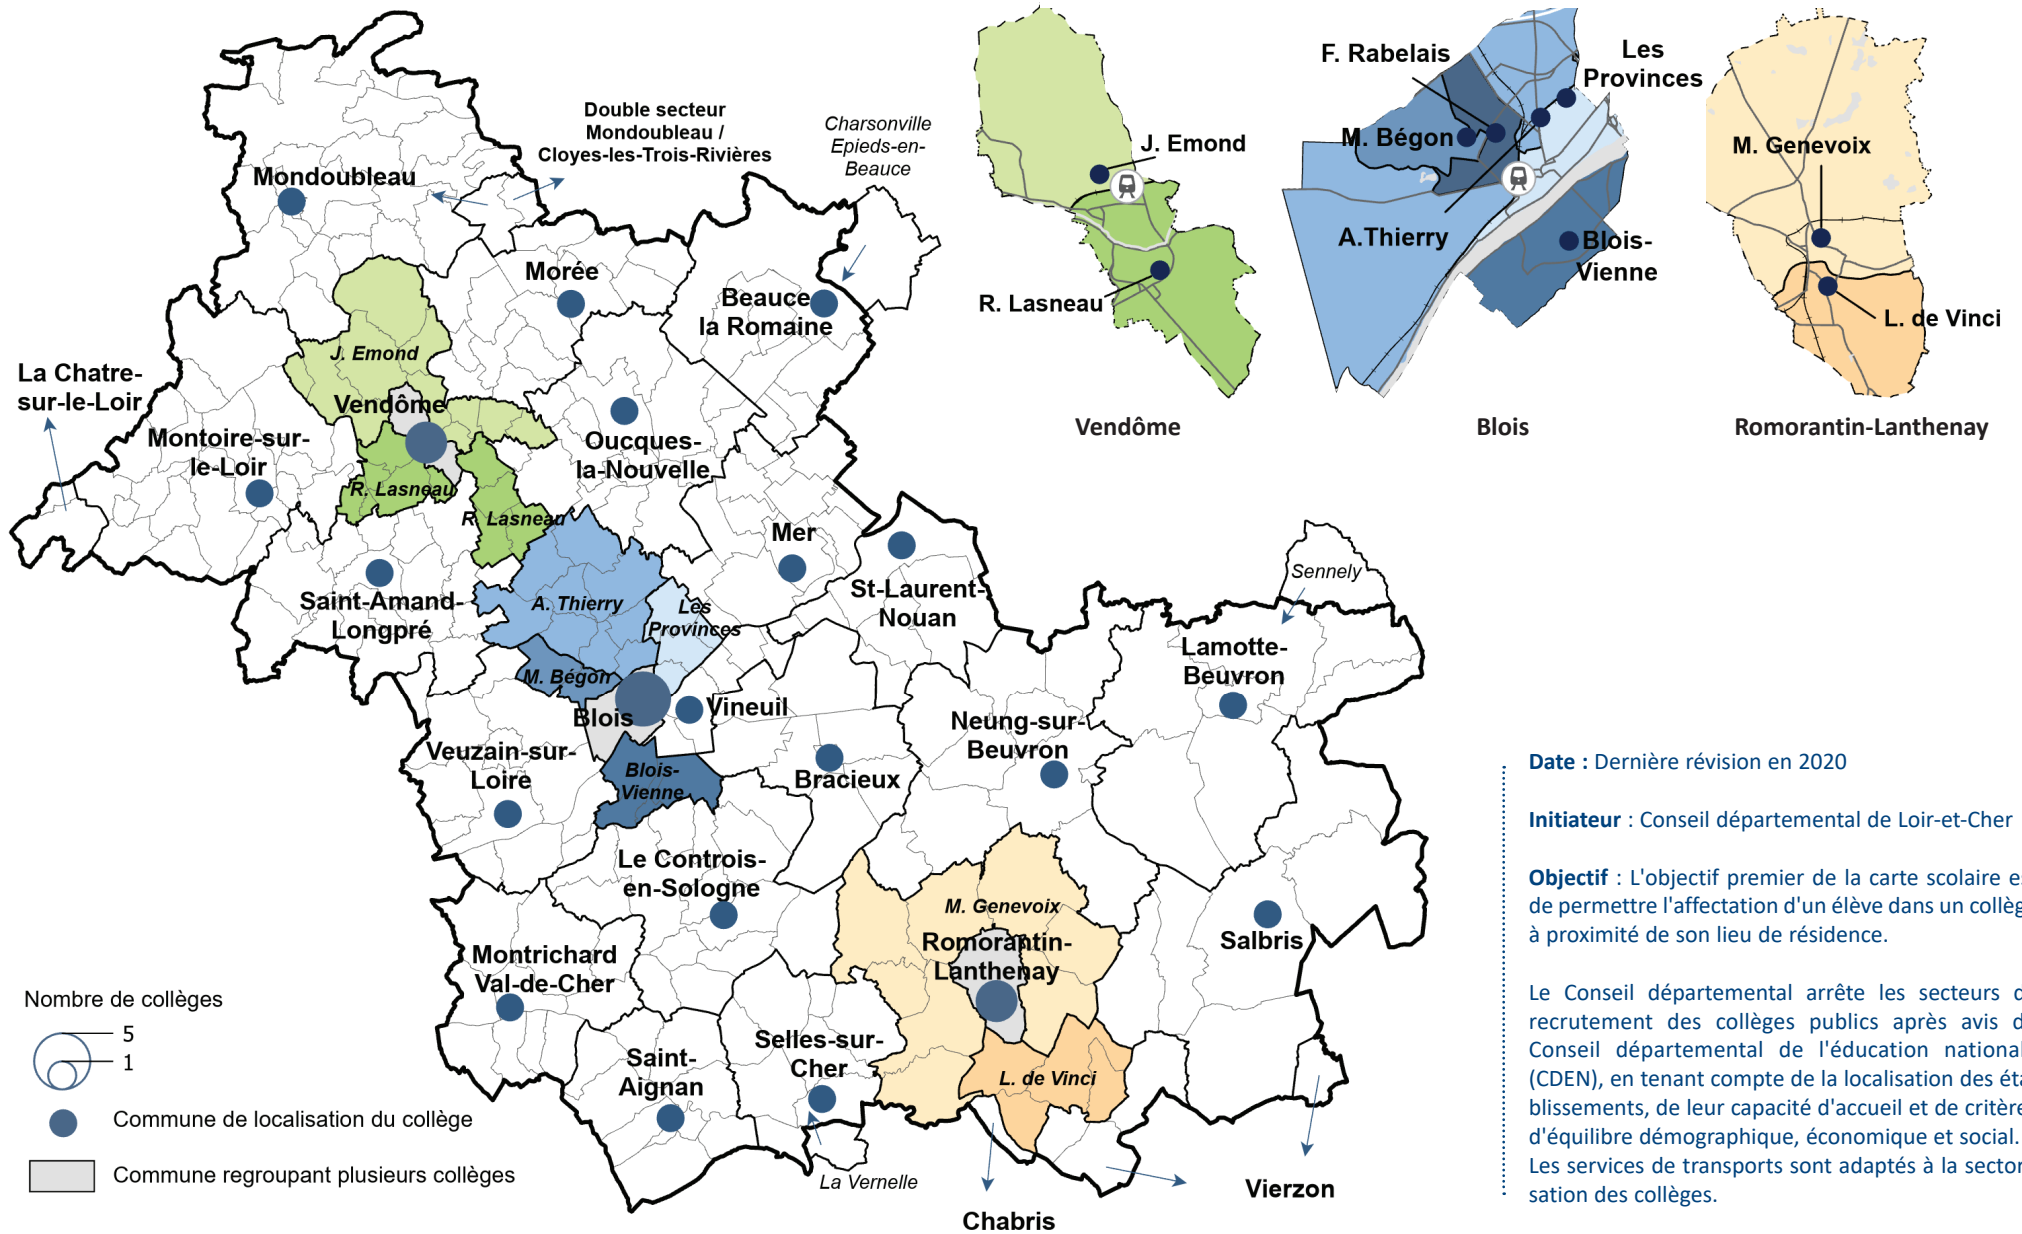 Double secteur
Mondoubleau /
Cloyes-les-Trois-Rivières
Charsonville
Epieds-en-
Beauce
Mondoubleau
Morée
Beauce
la Romaine
J. Emond
La Chatre-
sur-le-Loir
Vendôme
Montoire-sur-
le-Loir
Oucques-
la-Nouvelle
R. Lasneau
R. Lasneau
Mer
St-Laurent-
Nouan
Sennely
Saint-Amand-
Longpré
A. Thierry
Les
Provinces
M. Bégon
Lamotte-
Beuvron
Blois
Vineuil
Neung-sur-
Beuvron
Veuzain-sur-
Loire
Blois-
Vienne
Bracieux
Le Controis-
en-Sologne
M. Genevoix
Romorantin-
Lanthenay
Salbris
Montrichard
Val-de-Cher
Selles-sur-
Cher
Saint-
Aignan
L. de Vinci
La Vernelle
Vierzon
Chabris
J. Emond
R. Lasneau
Vendôme
F. Rabelais
Les
Provinces
M. Bégon
A.Thierry
Blois-
Vienne
Blois
M. Genevoix
L. de Vinci
Romorantin-Lanthenay
Nombre de collèges
5
1
Commune de localisation du collège
Commune regroupant plusieurs collèges
Date : Dernière révision en 2020
Initiateur : Conseil départemental de Loir-et-Cher
Objectif : L'objectif premier de la carte scolaire es
de permettre l'affectation d'un élève dans un collèg
à proximité de son lieu de résidence.
Le Conseil départemental arrête les secteurs d
recrutement des collèges publics après avis d
Conseil départemental de l'éducation national
(CDEN), en tenant compte de la localisation des éta
blissements, de leur capacité d'accueil et de critère
d'équilibre démographique, économique et social.
Les services de transports sont adaptés à la sector
sation des collèges.